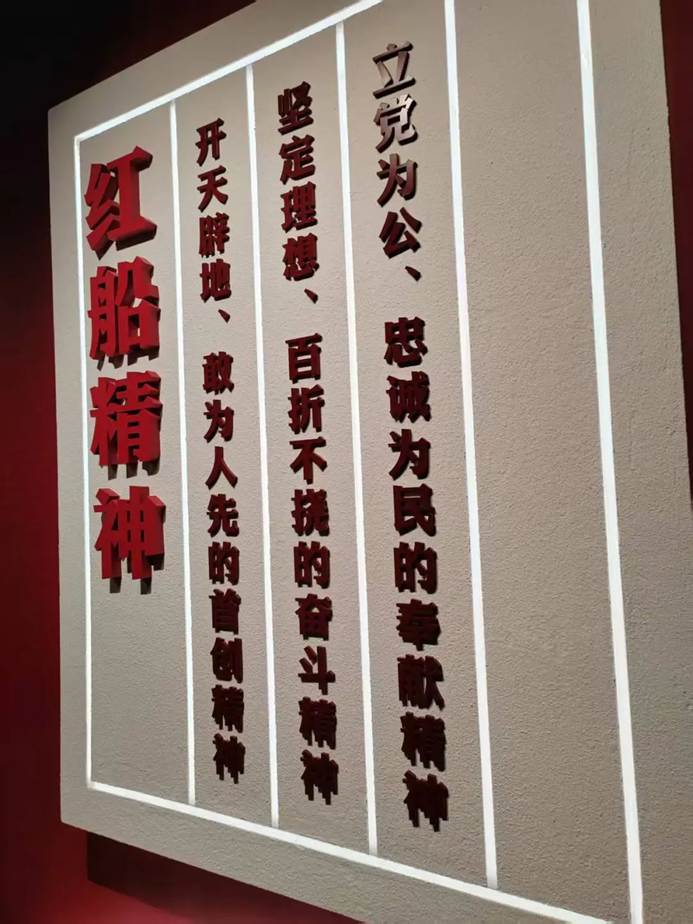 红船精神
开天辟地、敢为人先的首创精神
坚定理想、百折不挠的奋斗精神
立党为公、忠诚为民的奉献精神